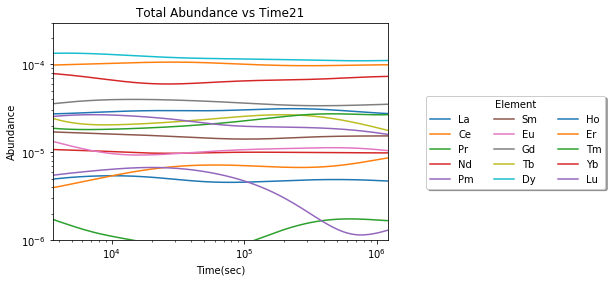 Total Abundance vs Time21
Abundance
10⁻⁴
10⁻⁵
10⁻⁶
10⁴ 10⁵ 10⁶
Time(sec)
Element
La Sm Ho
Ce Eu Er
Pr Gd Tm
Nd Tb Yb
Pm Dy Lu